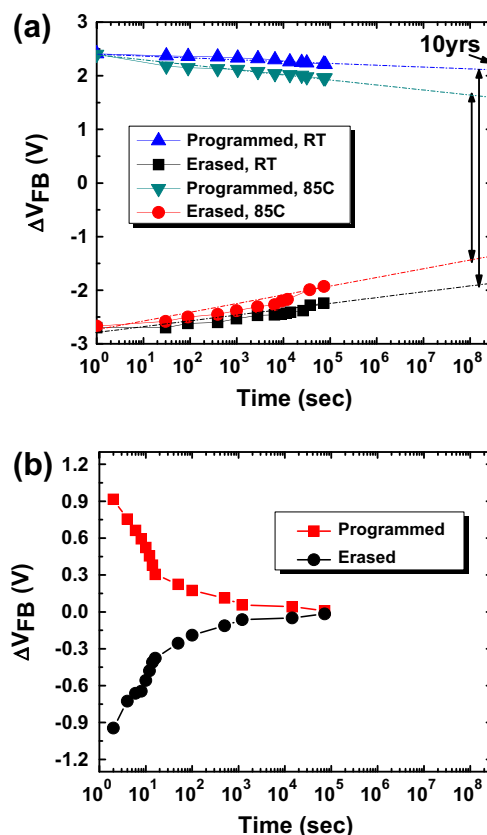 (a)
3
2
1
0
-1
-2
-3
ΔV_FB (V)
10yrs
Programmed, RT
Erased, RT
Programmed, 85C
Erased, 85C
10^0 10^1 10^2 10^3 10^4 10^5 10^6 10^7 10^8
Time (sec)
(b)
1.2
0.9
0.6
0.3
0.0
-0.3
-0.6
-0.9
-1.2
ΔV_FB (V)
Programmed
Erased
10^0 10^1 10^2 10^3 10^4 10^5 10^6 10^7 10^8
Time (sec)